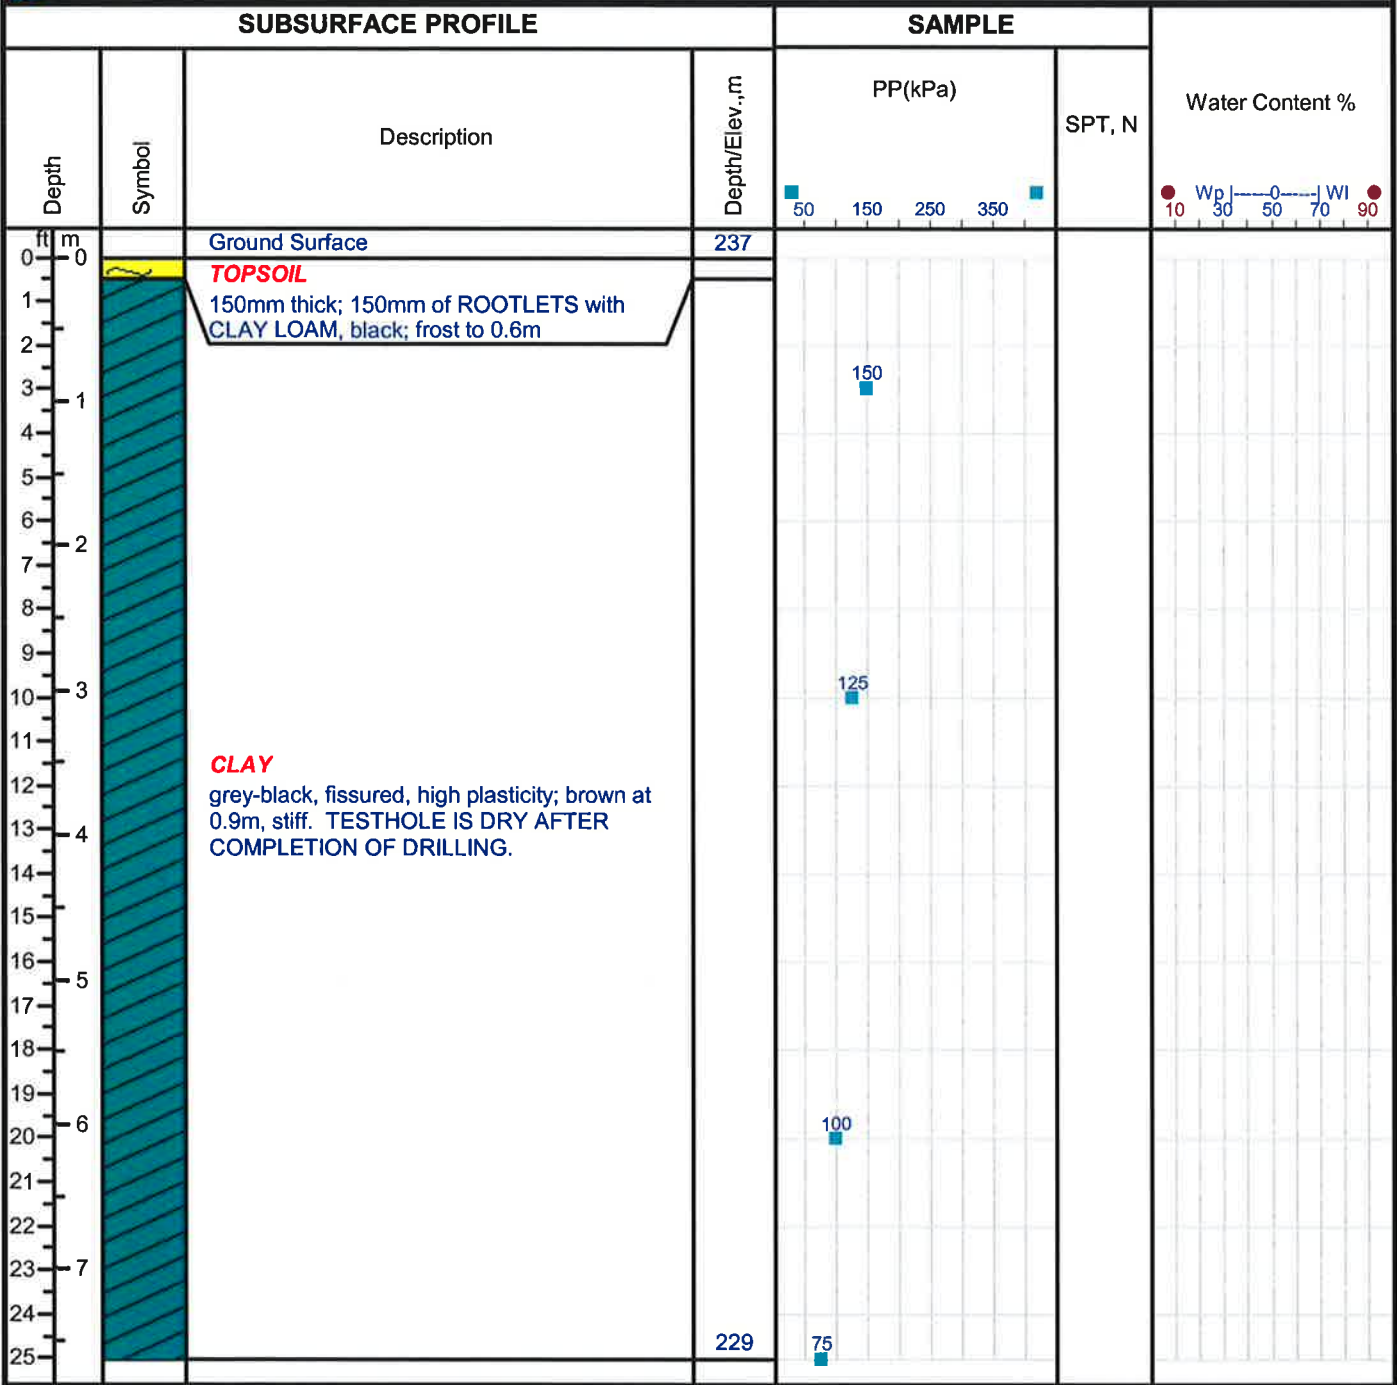 SUBSURFACE PROFILE
SAMPLE
Depth
Symbol
Description
Depth/Elev.,m
PP(kPa)
SPT, N
Water Content %
50 150 250 350
Wp |-----0-----| Wl
10 30 50 70 90
ft m
Ground Surface
237
TOPSOIL
150mm thick; 150mm of ROOTLETS with
CLAY LOAM, black; frost to 0.6m
CLAY
grey-black, fissured, high plasticity; brown at
0.9m, stiff. TESTHOLE IS DRY AFTER
COMPLETION OF DRILLING.
229
0
1
2
3
4
5
6
7
8
9
10
11
12
13
14
15
16
17
18
19
20
21
22
23
24
25
0
1
2
3
4
5
6
7
150
125
100
75